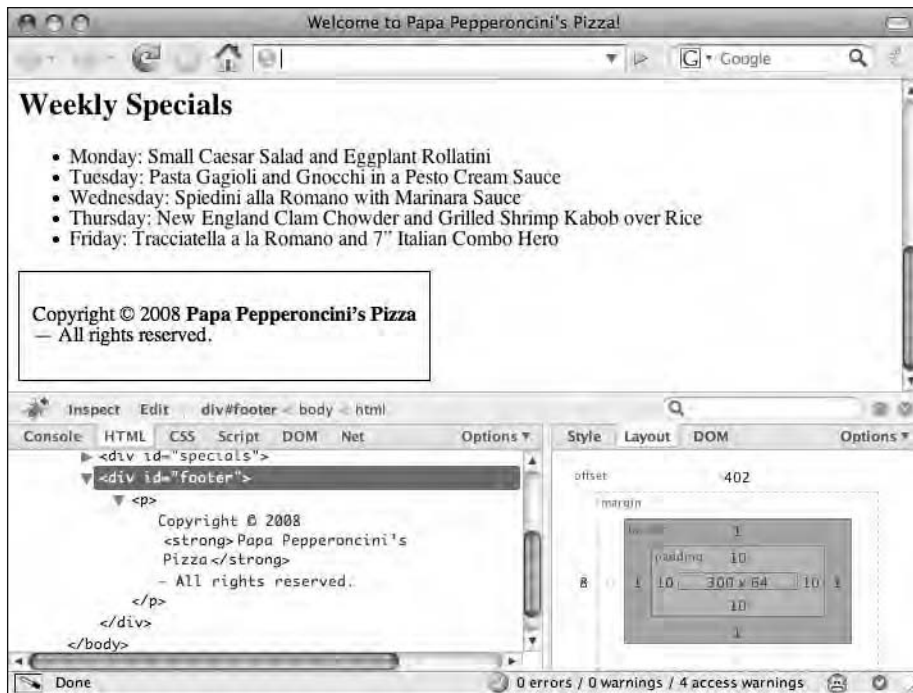 Welcome to Papa Pepperoncini's Pizza!
G Google
Weekly Specials
• Monday: Small Caesar Salad and Eggplant Rollatini
• Tuesday: Pasta Gagioli and Gnocchi in a Pesto Cream Sauce
• Wednesday: Spiedini alla Romano with Marinara Sauce
• Thursday: New England Clam Chowder and Grilled Shrimp Kabob over Rice
• Friday: Tracciatella a la Romano and 7” Italian Combo Hero
Copyright © 2008 Papa Pepperoncini’s Pizza
— All rights reserved.
Inspect Edit div#footer < body < html
Console HTML CSS Script DOM Net Options
Style Layout DOM Options
<div id="specials">
<div id="footer">
<p>
Copyright © 2008
<strong>Papa Pepperoncini's
Pizza</strong>
— All rights reserved.
</p>
</div>
</body>
offset 402
margin
1
padding 10
8 1 10 300 x 64 10 1
10
1
Done
0 errors / 0 warnings / 4 access warnings